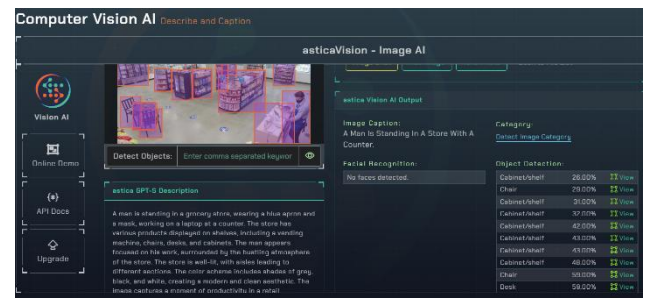 Computer Vision AI Describe and Caption
asticaVision - Image AI
Vision AI
Online Demo
API Docs
Upgrade
Detect Objects: Enter comma separated keywor
astica GPT-S Description
A man is standing in a grocery store, wearing a blue apron and
a mask, working on a laptop at a counter. The store has
various products displayed on shelves, including a vending
machine, chairs, desks, and cabinets. The man appears
focused on his work, surrounded by the bustling atmosphere
of the store. The store is well-lit, with aisles leading to
different sections. The color scheme includes shades of gray,
black, and white, creating a modern and clean aesthetic. The
image captures a moment of productivity in a retail
astica Vision AI Output
Image Caption:
A Man Is Standing In A Store With A
Counter.
Facial Recognition:
No faces detected.
Category:
Detect Image Category
Object Detection:
Cabinet/shelf 26.00% View
Chair 29.00% View
Cabinet/shelf 31.00% View
Cabinet/shelf 32.00% View
Cabinet/shelf 42.00% View
Cabinet/shelf 43.00% View
Cabinet/shelf 43.00% View
Cabinet/shelf 48.00% View
Chair 59.00% View
Desk 59.00% View